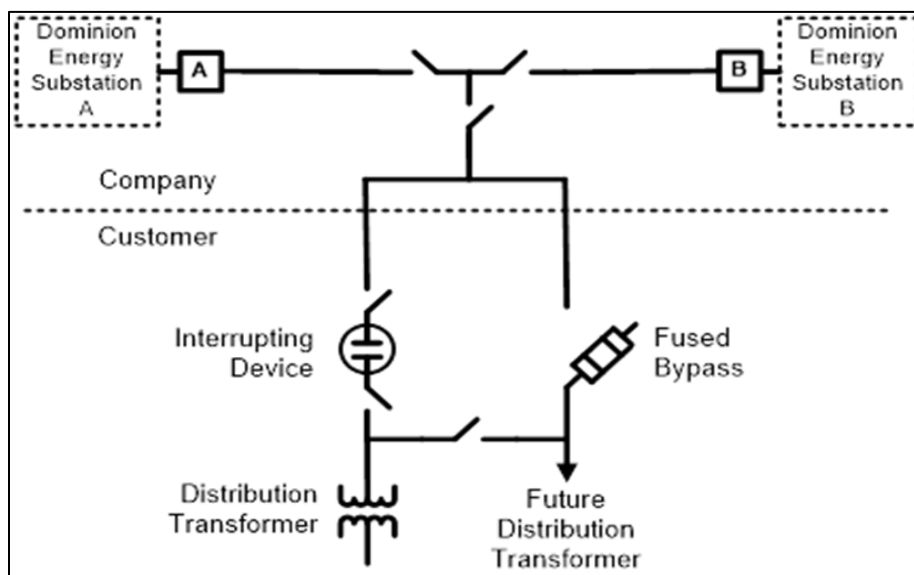 Dominion
Energy
Substation
A
A
B
Dominion
Energy
Substation
B
Company
Customer
Interrupting
Device
Fused
Bypass
Distribution
Transformer
Future
Distribution
Transformer